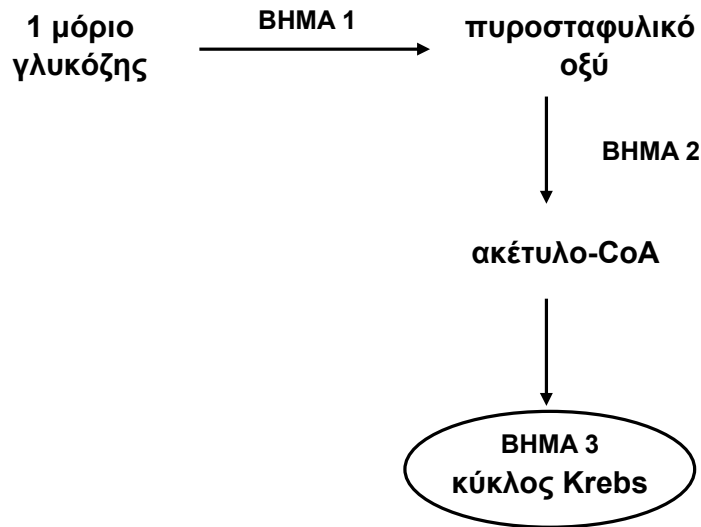 1 μόριο
γλυκόζης
ΒΗΜΑ 1
πυροσταφυλικό
οξύ
ΒΗΜΑ 2
ακέτυλο-CoA
ΒΗΜΑ 3
κύκλος Krebs